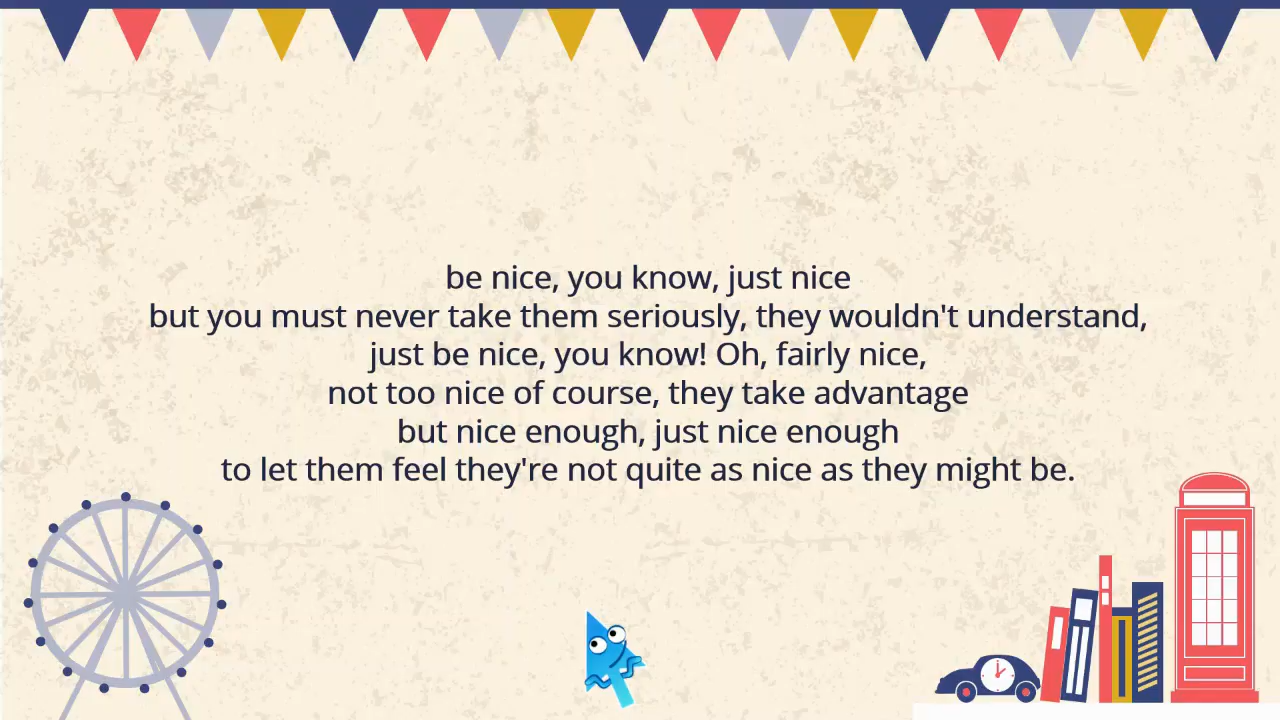 be nice, you know, just nice
but you must never take them seriously, they wouldn't understand,
just be nice, you know! Oh, fairly nice,
not too nice of course, they take advantage
but nice enough, just nice enough
to let them feel they're not quite as nice as they might be.